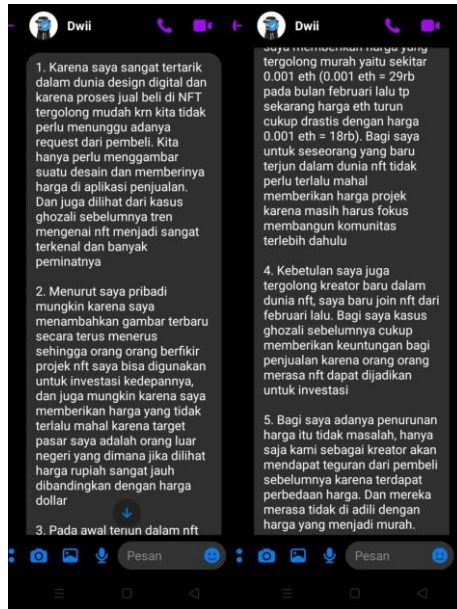 Dwii
1. Karena saya sangat tertarik
dalam dunia design digital dan
karena proses jual beli di NFT
tergolong mudah krn kita tidak
perlu menunggu adanya
request dari pembeli. Kita
hanya perlu menggambar
suatu desain dan memberinya
harga di aplikasi penjualan.
Dan juga dilihat dari kasus
ghozali sebelumnya tren
mengenai nft menjadi sangat
terkenal dan banyak
peminatnya
2. Menurut saya pribadi
mungkin karena saya
menambahkan gambar terbaru
secara terus menerus
sehingga orang orang berfikir
projek nft saya bisa digunakan
untuk investasi kedepannya,
dan juga mungkin karena saya
memberikan harga yang tidak
terlalu mahal karena target
pasar saya adalah orang luar
negeri yang dimana jika dilihat
harga rupiah sangat jauh
dibandingkan dengan harga
dollar
3. Pada awal terjun dalam nft
Pesan
Dwii
saya memberikan harga yang
tergolong murah yaitu sekitar
0.001 eth (0.001 eth = 29rb
pada bulan februari lalu tp
sekarang harga eth turun
cukup drastis dengan harga
0.001 eth = 18rb). Bagi saya
untuk seseorang yang baru
terjun dalam dunia nft tidak
perlu terlalu mahal
memberikan harga projek
karena masih harus fokus
membangun komunitas
terlebih dahulu
4. Kebetulan saya juga
tergolong kreator baru dalam
dunia nft, saya baru join nft dari
februari lalu. Bagi saya kasus
ghozali sebelumnya cukup
memberikan keuntungan bagi
penjualan karena orang orang
merasa nft dapat dijadikan
untuk investasi
5. Bagi saya adanya penurunan
harga itu tidak masalah, hanya
saja kami sebagai kreator akan
mendapat teguran dari pembeli
sebelumnya karena terdapat
perbedaan harga. Dan mereka
merasa tidak di adili dengan
harga yang menjadi murah.
Pesan